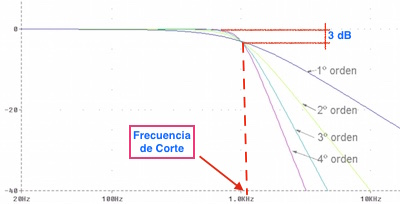 0
3 dB
1º orden
2º orden
-20
3º orden
4º orden
Frecuencia
de Corte
-40
20Hz
100Hz
1.0KHz
10KHz